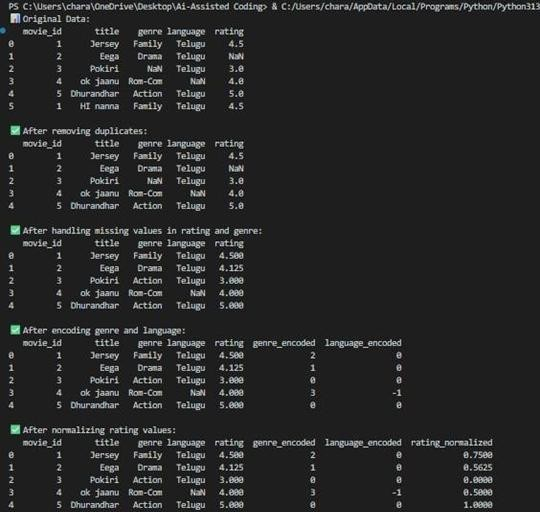 PS C:\Users\chara\OneDrive\Desktop\Ai-Assisted Coding> & C:/Users/chara/AppData/Local/Programs/Python/Python313
📊 Original Data:
movie_id title genre language rating
0 1 Jersey Family Telugu 4.5
1 2 Eega Drama Telugu NaN
2 3 Pokiri NaN Telugu 3.0
3 4 ok jaanu Rom-Com NaN 4.0
4 5 Dhurandhar Action Telugu 5.0
5 1 HI nanna Family Telugu 4.5
✅ After removing duplicates:
movie_id title genre language rating
0 1 Jersey Family Telugu 4.5
1 2 Eega Drama Telugu NaN
2 3 Pokiri NaN Telugu 3.0
3 4 ok jaanu Rom-Com NaN 4.0
4 5 Dhurandhar Action Telugu 5.0
✅ After handling missing values in rating and genre:
movie_id title genre language rating
0 1 Jersey Family Telugu 4.500
1 2 Eega Drama Telugu 4.125
2 3 Pokiri Action Telugu 3.000
3 4 ok jaanu Rom-Com NaN 4.000
4 5 Dhurandhar Action Telugu 5.000
✅ After encoding genre and language:
movie_id title genre language rating genre_encoded language_encoded
0 1 Jersey Family Telugu 4.500 2 0
1 2 Eega Drama Telugu 4.125 1 0
2 3 Pokiri Action Telugu 3.000 0 0
3 4 ok jaanu Rom-Com NaN 4.000 3 -1
4 5 Dhurandhar Action Telugu 5.000 0 0
✅ After normalizing rating values:
movie_id title genre language rating genre_encoded language_encoded rating_normalized
0 1 Jersey Family Telugu 4.500 2 0 0.7500
1 2 Eega Drama Telugu 4.125 1 0 0.5625
2 3 Pokiri Action Telugu 3.000 0 0 0.0000
3 4 ok jaanu Rom-Com NaN 4.000 3 -1 0.5000
4 5 Dhurandhar Action Telugu 5.000 0 0 1.0000